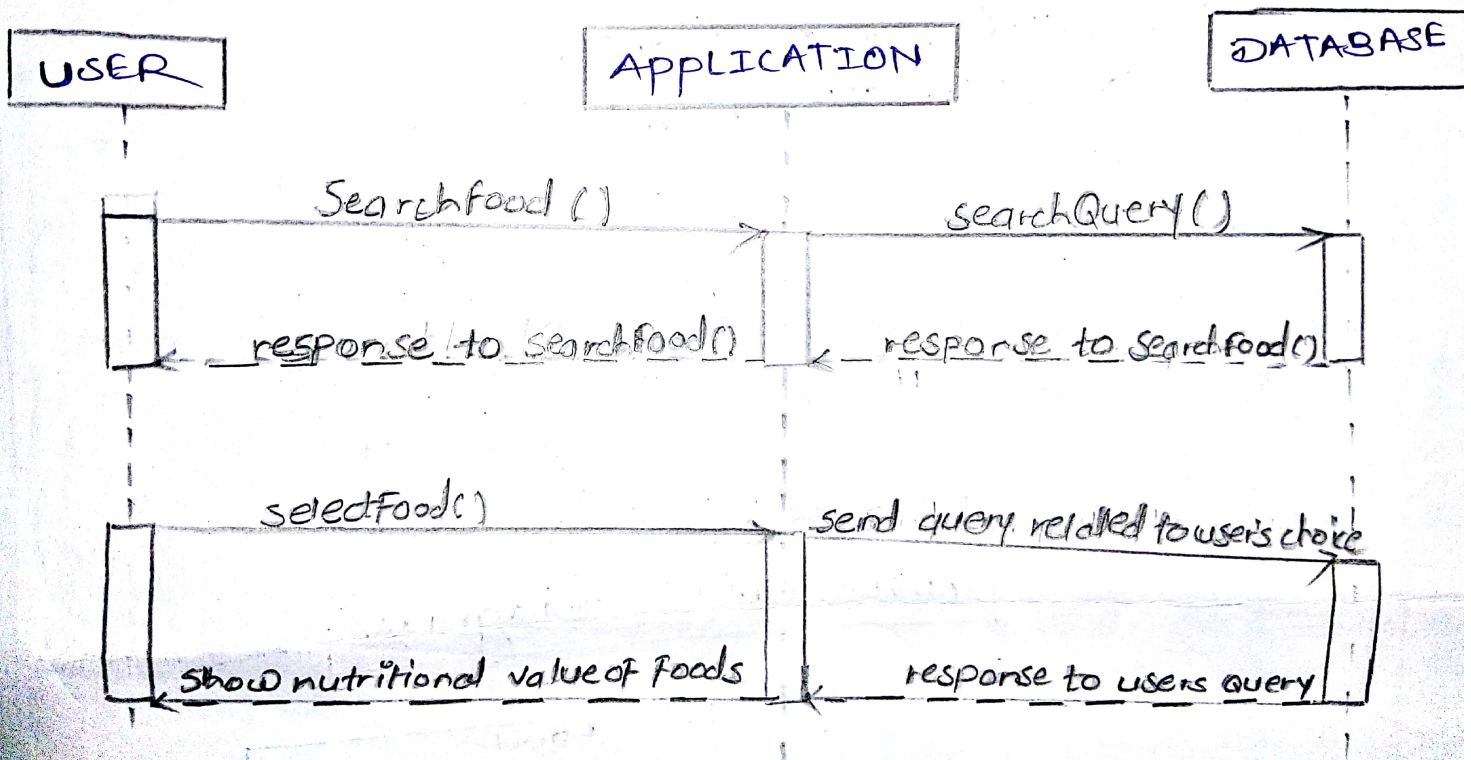 USER
APPLICATION
DATABASE
Searchfood ()
searchQuery()
response to searchfood()
response to searchfood()
selectFood()
send query related to user's choice
show nutritional value of Foods
response to users query